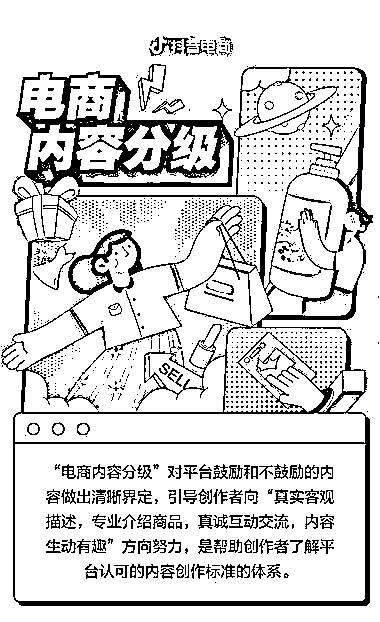 抖音电商
电商
内容分级
SELL
“电商内容分级”对平台鼓励和不鼓励的内
容做出清晰界定，引导创作者向“真实客观
描述，专业介绍商品，真诚互动交流，内容
生动有趣”方向努力，是帮助创作者了解平
台认可的内容创作标准的体系。